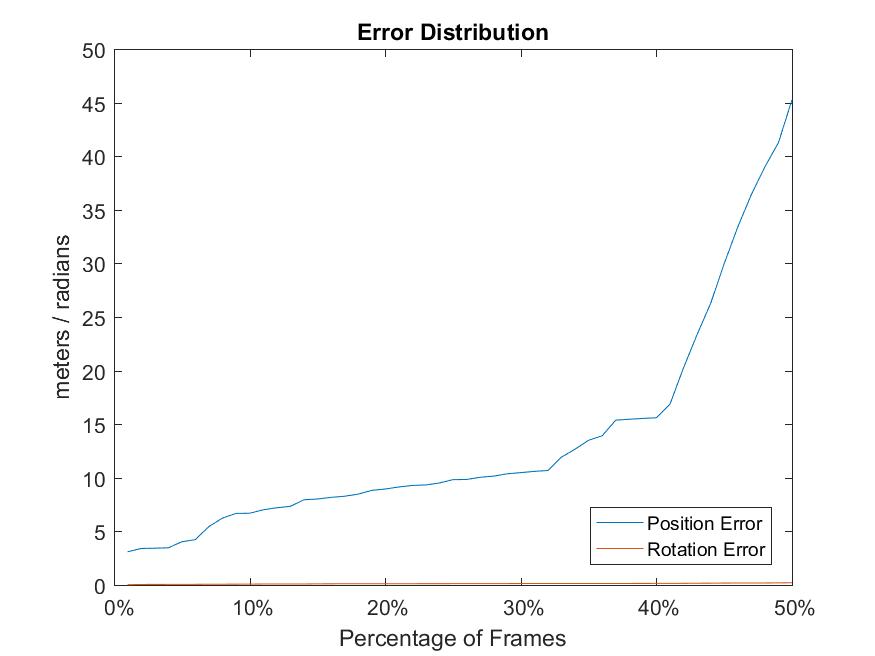 Error Distribution
50
45
40
35
30
25
20
15
10
5
0
meters / radians
Position Error
Rotation Error
0% 10% 20% 30% 40% 50%
Percentage of Frames